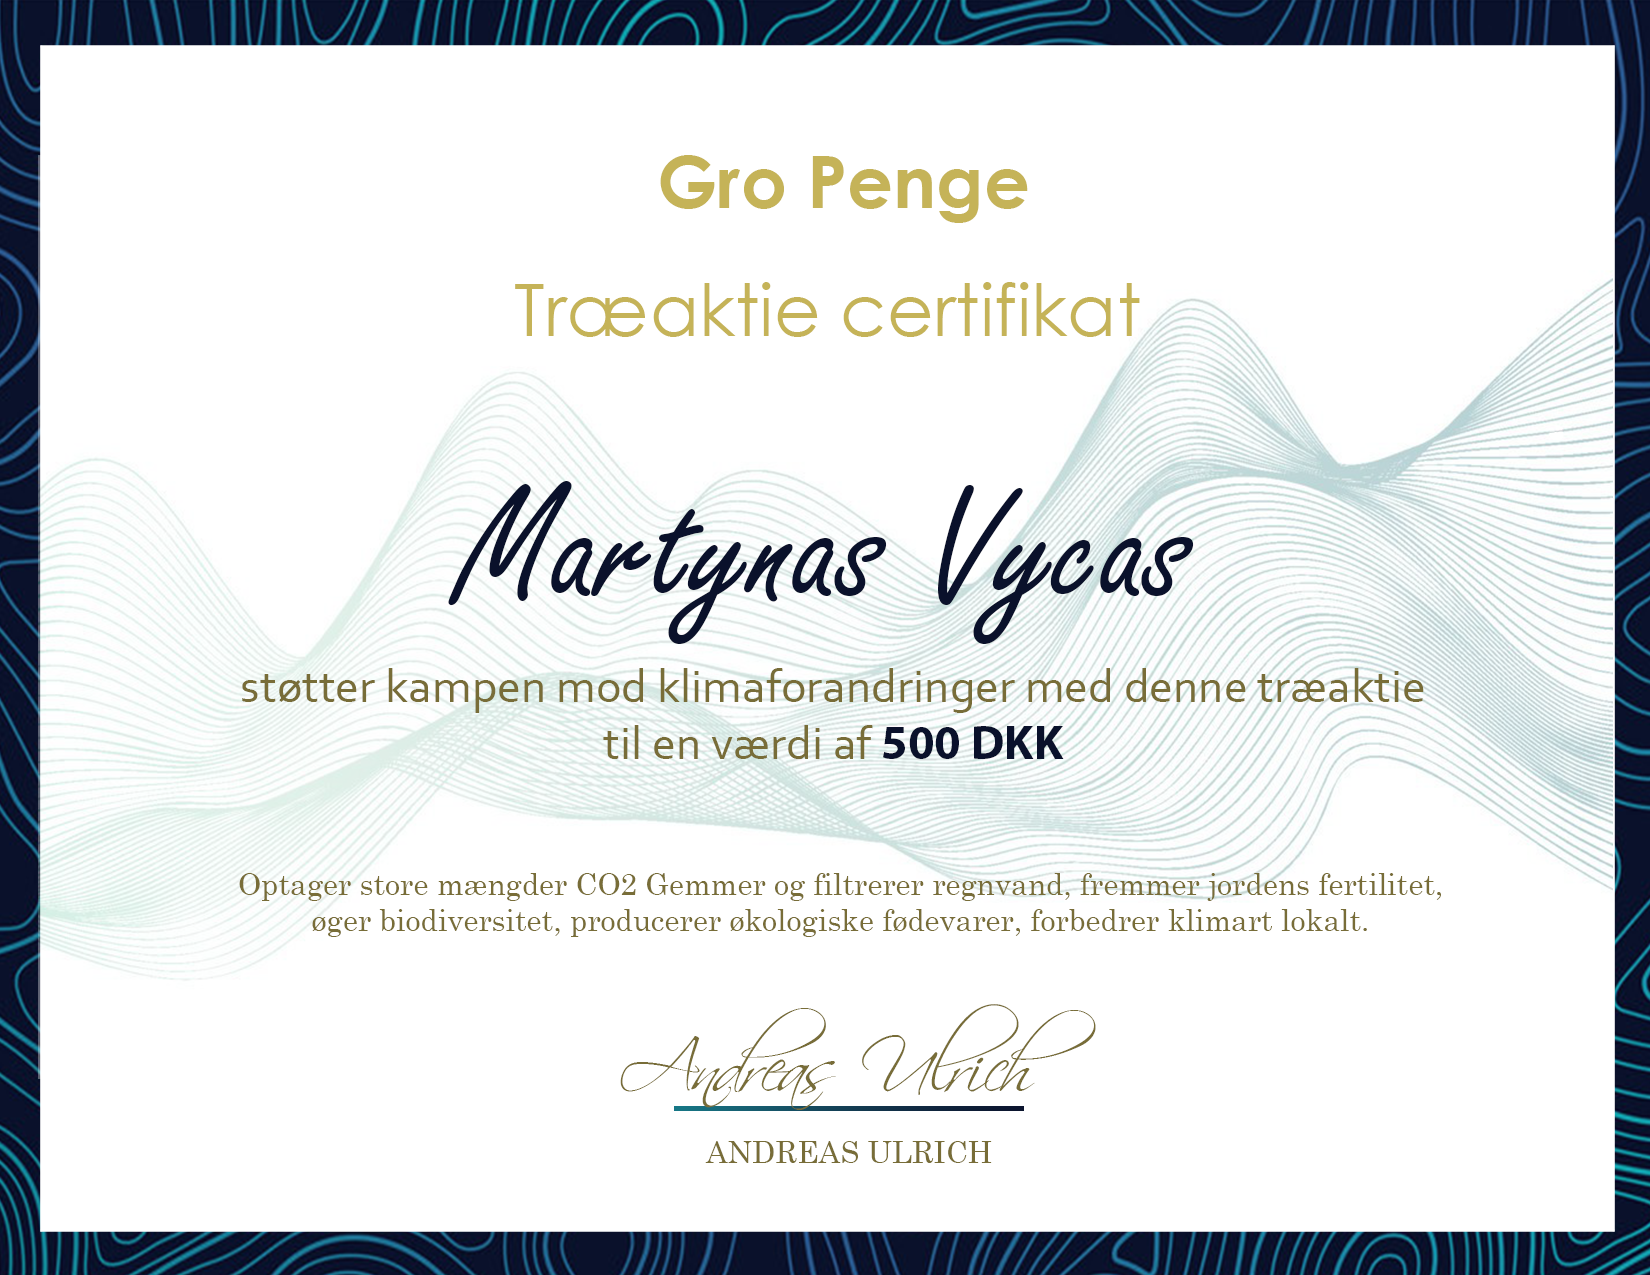 Gro Penge
Træaktie certifikat
Martynas Vycas
støtter kampen mod klimaforandringer med denne træaktie
til en værdi af 500 DKK
Optager store mængder CO2 Gemmer og filtrerer regnvand, fremmer jordens fertilitet,
øger biodiversitet, producerer økologiske fødevarer, forbedrer klimart lokalt.
Andreas Ulrich
ANDREAS ULRICH